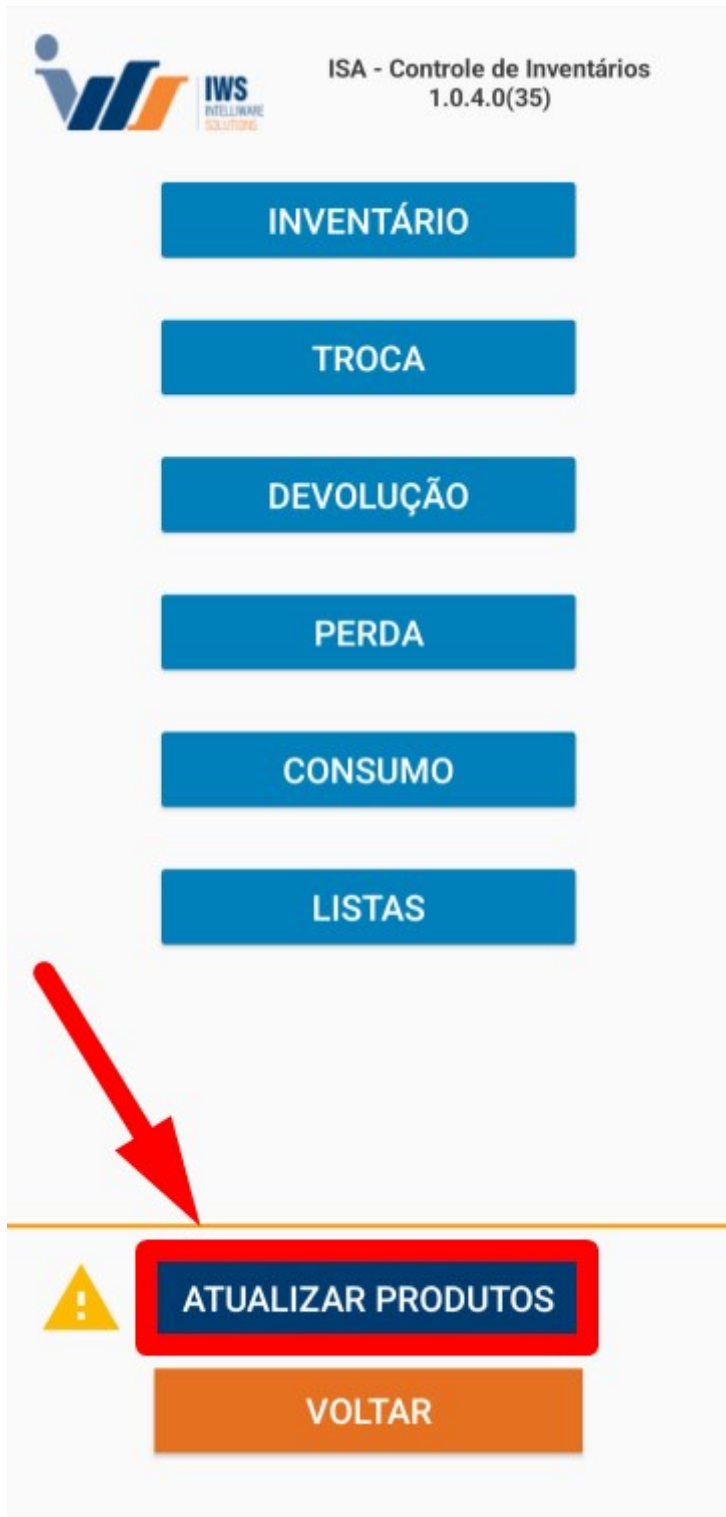 IWS
INTELLIWARE
SOLUTIONS
ISA - Controle de Inventários
1.0.4.0(35)
INVENTÁRIO
TROCA
DEVOLUÇÃO
PERDA
CONSUMO
LISTAS
ATUALIZAR PRODUTOS
VOLTAR